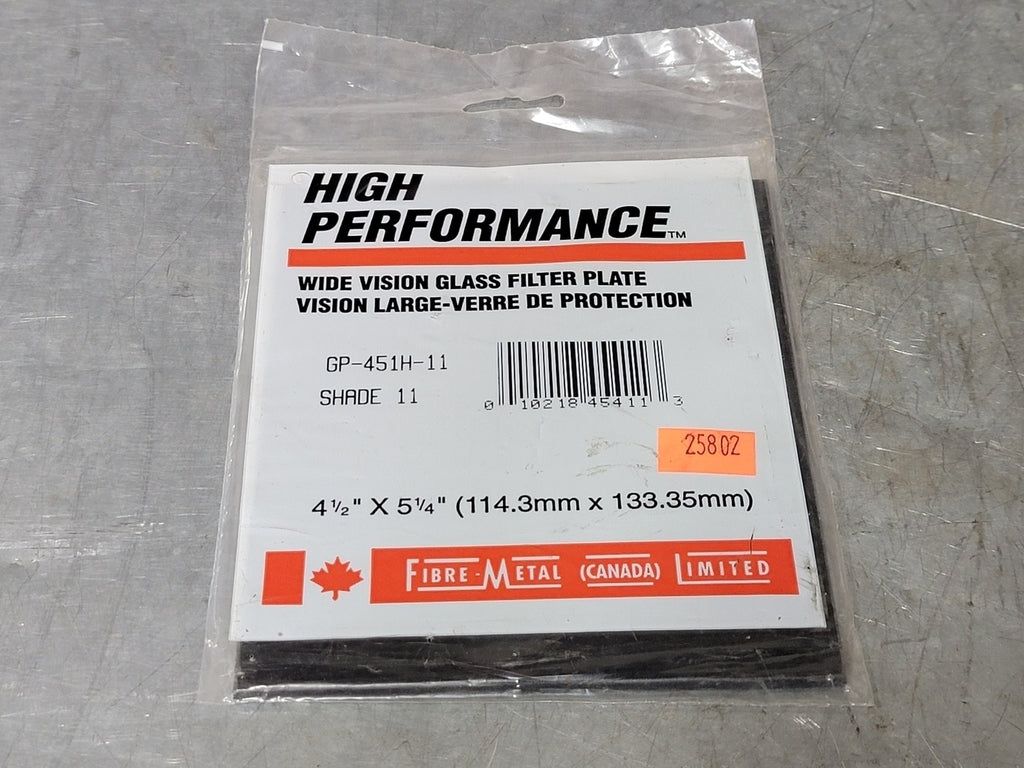 HIGH
PERFORMANCE™
WIDE VISION GLASS FILTER PLATE
VISION LARGE-VERRE DE PROTECTION
GP-451H-11
SHADE 11
0 10218 45411 3
25802
4½" X 5¼" (114.3mm x 133.35mm)
FIBRE-METAL (CANADA) LIMITED